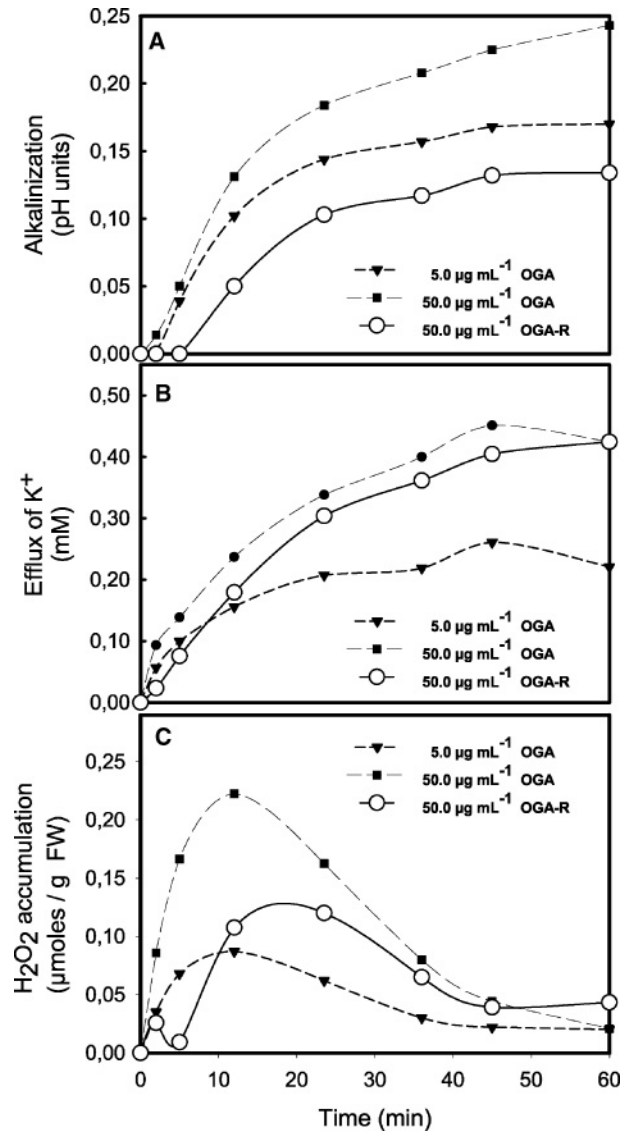 A
0,25
0,20
0,15
0,10
0,05
0,00
Alkalinization
(pH units)
5.0 µg mL⁻¹ OGA
50.0 µg mL⁻¹ OGA
50.0 µg mL⁻¹ OGA-R
B
0,50
0,40
0,30
0,20
0,10
0,00
Efflux of K⁺
(mM)
5.0 µg mL⁻¹ OGA
50.0 µg mL⁻¹ OGA
50.0 µg mL⁻¹ OGA-R
C
0,25
0,20
0,15
0,10
0,05
0,00
H₂O₂ accumulation
(µmoles / g FW)
5.0 µg mL⁻¹ OGA
50.0 µg mL⁻¹ OGA
50.0 µg mL⁻¹ OGA-R
0 10 20 30 40 50 60
Time (min)